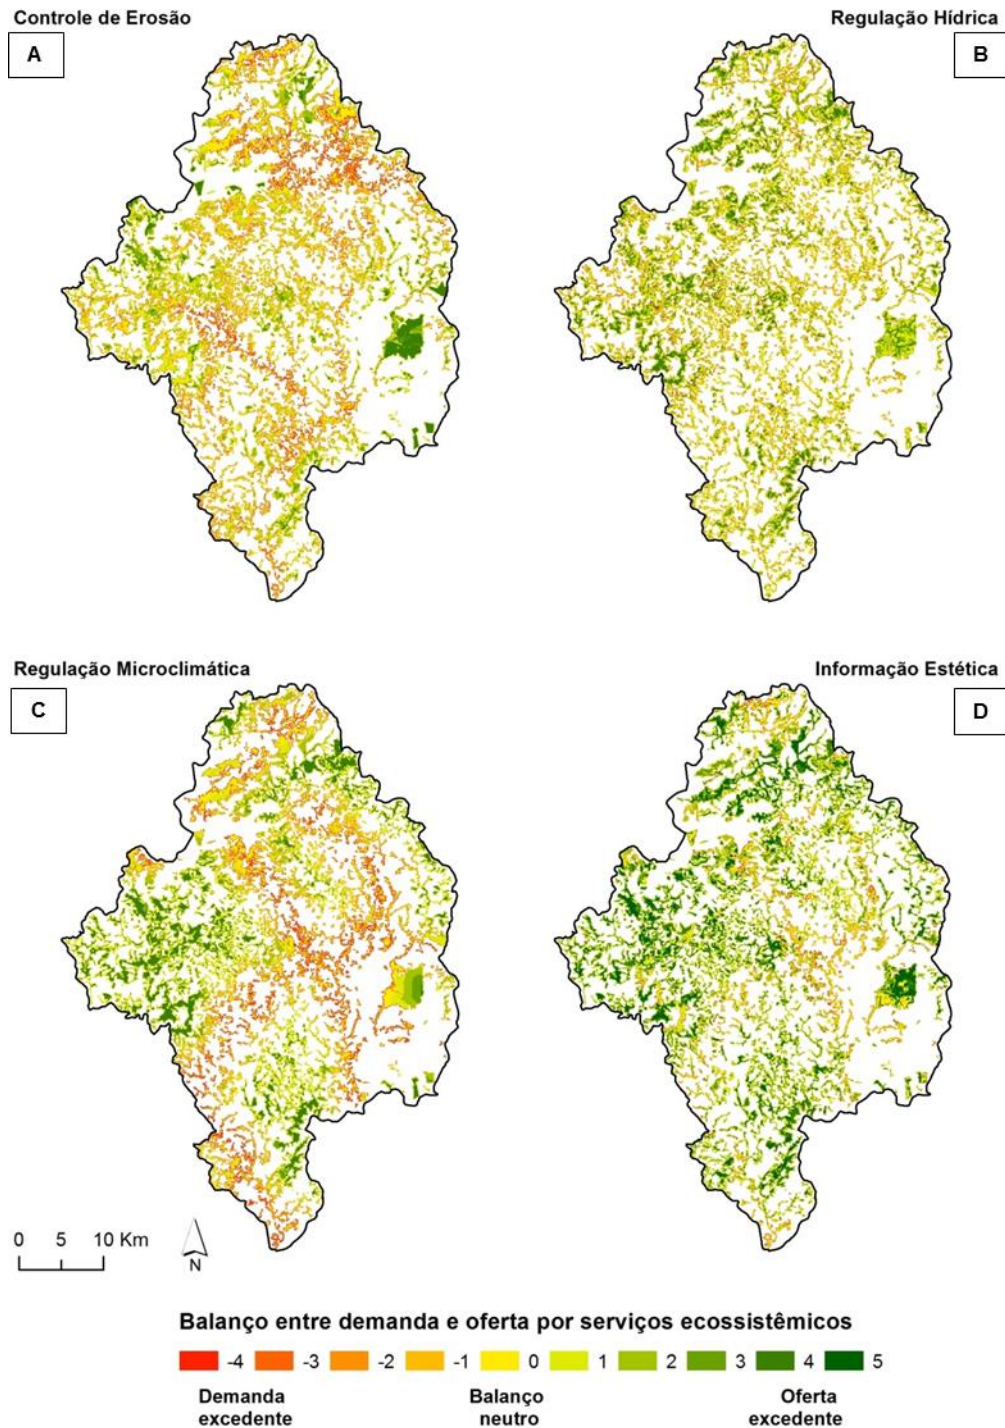 Controle de Erosão
Regulação Hídrica
A
B
Regulação Microclimática
Informação Estética
C
D
0 5 10 Km
N
Balanço entre demanda e oferta por serviços ecossistêmicos
-4 -3 -2 -1 0 1 2 3 4 5
Demanda excedente
Balanço neutro
Oferta excedente